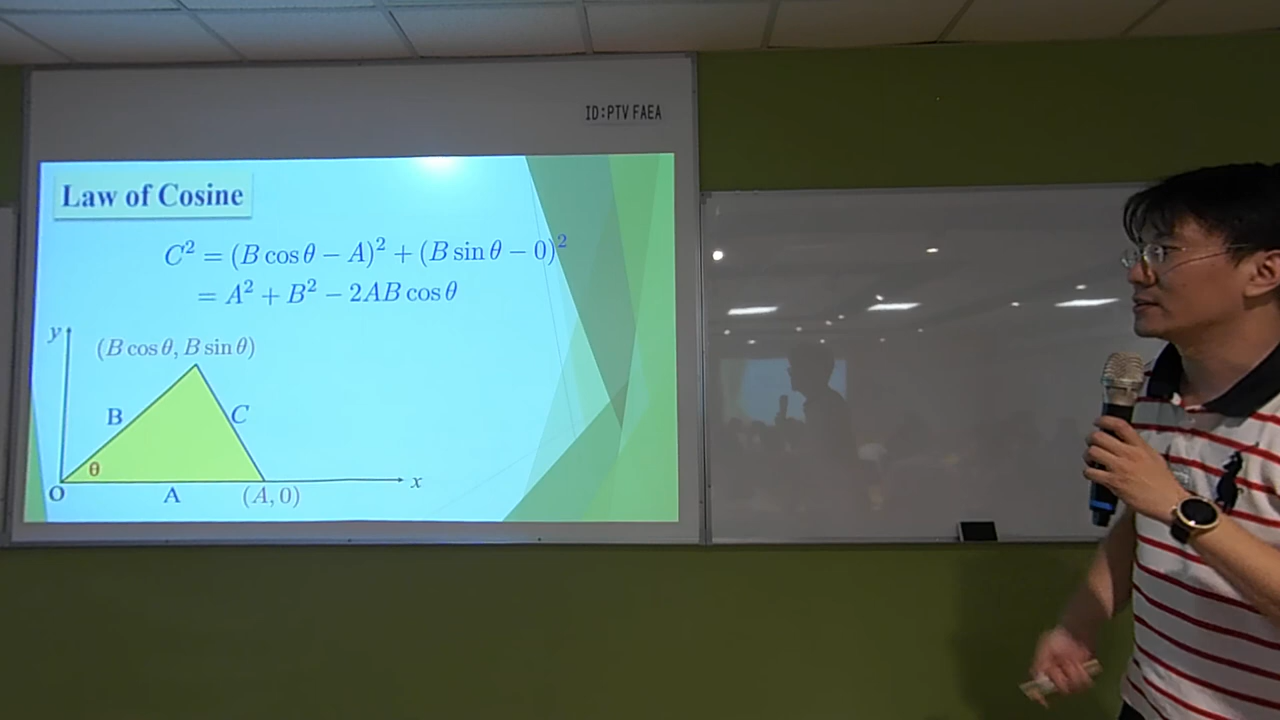 ID:PTV FAEA
Law of Cosine
C² = (B cos θ − A)² + (B sin θ − 0)²
= A² + B² − 2AB cos θ
y
(B cos θ, B sin θ)
B
C
θ
x
O
A
(A, 0)